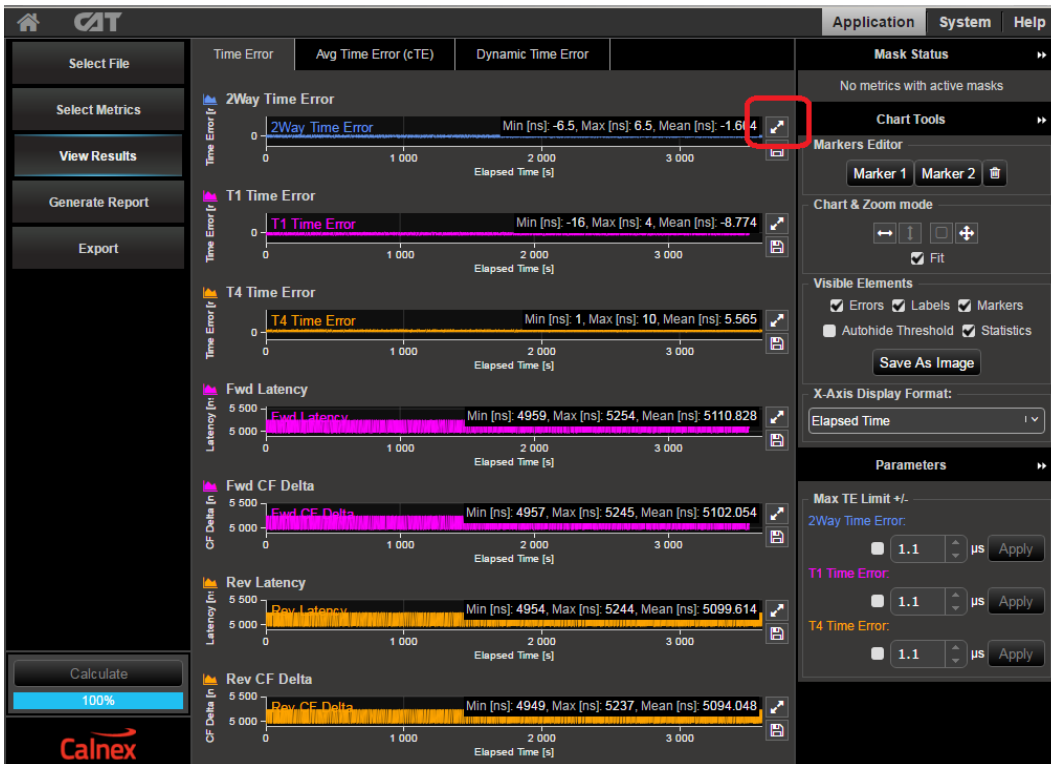 CAT
Application System Help
Select File
Select Metrics
View Results
Generate Report
Export
Calculate
100%
Calnex
Time Error Avg Time Error (cTE) Dynamic Time Error
2Way Time Error
Time Error [n
2Way Time Error
Min [ns]: -6.5, Max [ns]: 6.5, Mean [ns]: -1.604
0
0 1 000 2 000 3 000
Elapsed Time [s]
T1 Time Error
Time Error [n
T1 Time Error
Min [ns]: -16, Max [ns]: 4, Mean [ns]: -8.774
0
0 1 000 2 000 3 000
Elapsed Time [s]
T4 Time Error
Time Error [n
T4 Time Error
Min [ns]: 1, Max [ns]: 10, Mean [ns]: 5.565
0
0 1 000 2 000 3 000
Elapsed Time [s]
Fwd Latency
Latency [ns
5 500
Fwd Latency
Min [ns]: 4959, Max [ns]: 5254, Mean [ns]: 5110.828
5 000
0 1 000 2 000 3 000
Elapsed Time [s]
Fwd CF Delta
CF Delta [n
5 500
Fwd CF Delta
Min [ns]: 4957, Max [ns]: 5245, Mean [ns]: 5102.054
5 000
0 1 000 2 000 3 000
Elapsed Time [s]
Rev Latency
Latency [ns
5 500
Rev Latency
Min [ns]: 4954, Max [ns]: 5244, Mean [ns]: 5099.614
5 000
0 1 000 2 000 3 000
Elapsed Time [s]
Rev CF Delta
CF Delta [n
5 500
Rev CF Delta
Min [ns]: 4949, Max [ns]: 5237, Mean [ns]: 5094.048
5 000
0 1 000 2 000 3 000
Elapsed Time [s]
Mask Status
No metrics with active masks
Chart Tools
Markers Editor
Marker 1 Marker 2
Chart & Zoom mode
Fit
Visible Elements
Errors Labels Markers
Autohide Threshold Statistics
Save As Image
X-Axis Display Format:
Elapsed Time
Parameters
Max TE Limit +/-
2Way Time Error:
1.1 µs Apply
T1 Time Error:
1.1 µs Apply
T4 Time Error:
1.1 µs Apply